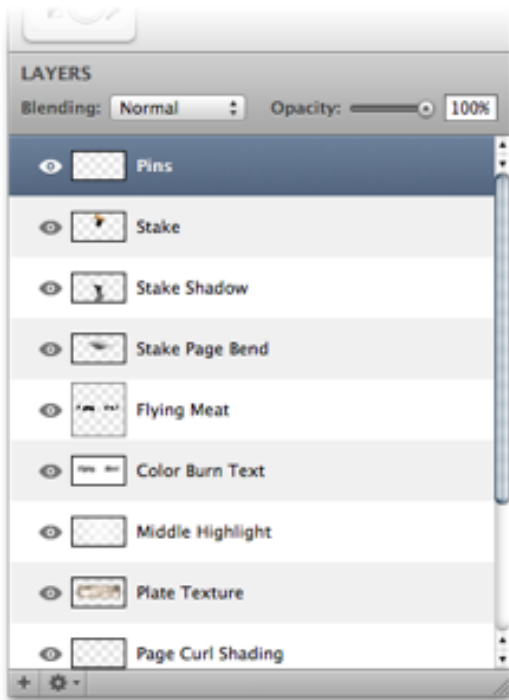 LAYERS
Blending: Normal Opacity: 100%
Pins
Stake
Stake Shadow
Stake Page Bend
Flying Meat
Color Burn Text
Middle Highlight
Plate Texture
Page Curl Shading